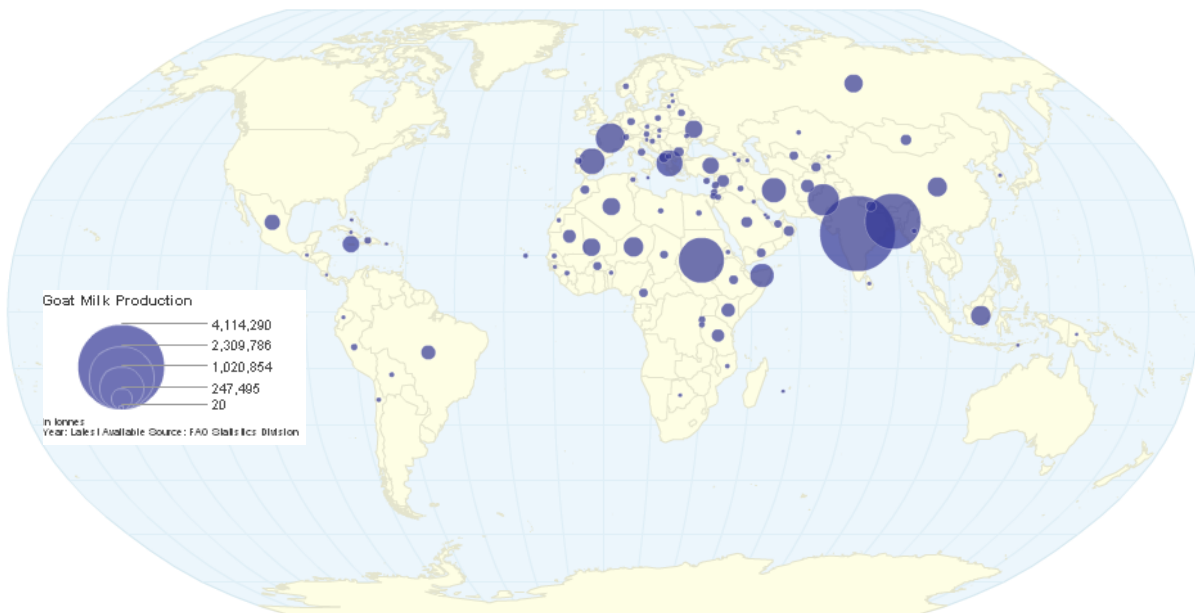 Goat Milk Production
4,114,290
2,309,786
1,020,854
247,495
20
in tonnes
Year: Latest Available Source: FAO Statistics Division